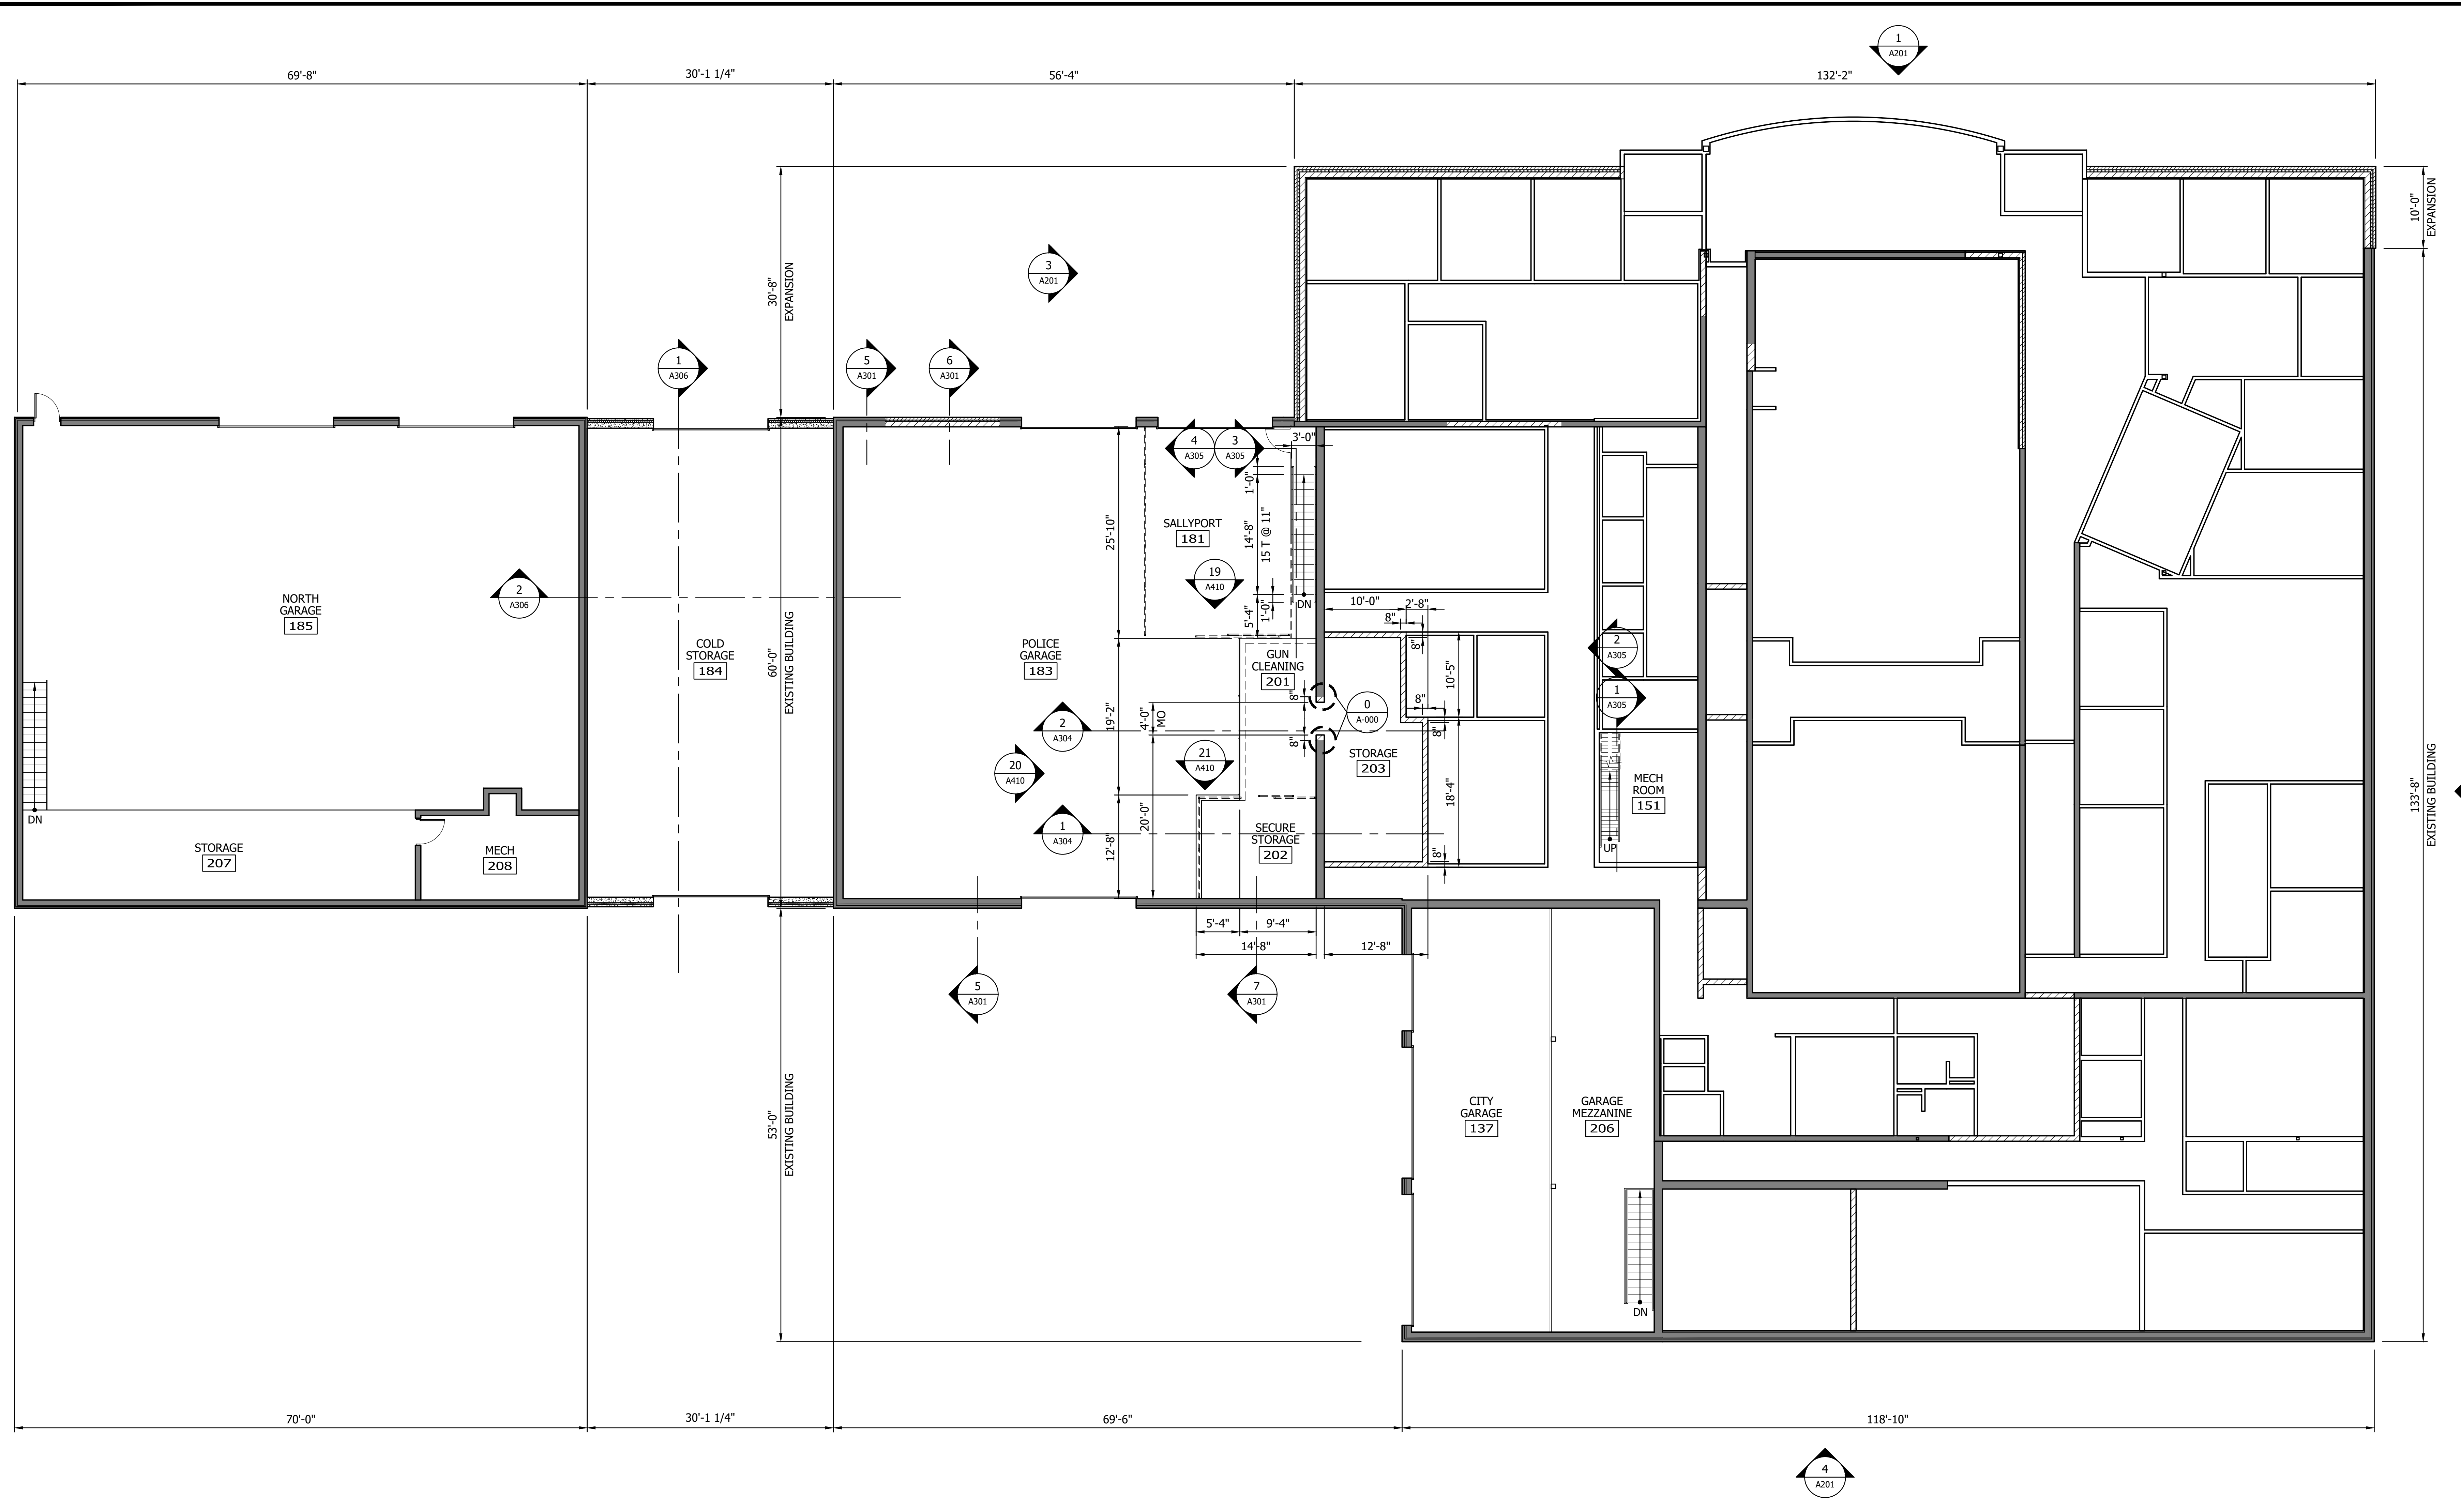 1
A201
69'-8"
30'-1 1/4"
56'-4"
132'-2"
10'-0"
EXPANSION
30'-8"
EXPANSION
3
A201
1
A306
5
A301
6
A301
4
A305
3
A305
3'-0"
1'-0"
25'-10"
SALLYPORT
181
14'-8"
15 T @ 11"
19
A410
2
A306
NORTH
GARAGE
185
5'-4"
1'-0"
DN
10'-0"
2'-8"
8"
8"
COLD
STORAGE
184
60'-0"
EXISTING BUILDING
POLICE
GARAGE
183
GUN
CLEANING
201
2
A305
10'-5"
8"
8"
0
A-000
1
A305
19'-2"
4'-0"
MO
2
A304
8"
8"
21
A410
20
A410
STORAGE
203
MECH
ROOM
151
133'-8"
EXISTING BUILDING
18'-4"
DN
20'-0"
1
A304
12'-8"
SECURE
STORAGE
202
8"
UP
STORAGE
207
MECH
208
5'-4"
9'-4"
14'-8"
12'-8"
5
A301
7
A301
53'-0"
EXISTING BUILDING
CITY
GARAGE
137
GARAGE
MEZZANINE
206
DN
70'-0"
30'-1 1/4"
69'-6"
118'-10"
4
A201